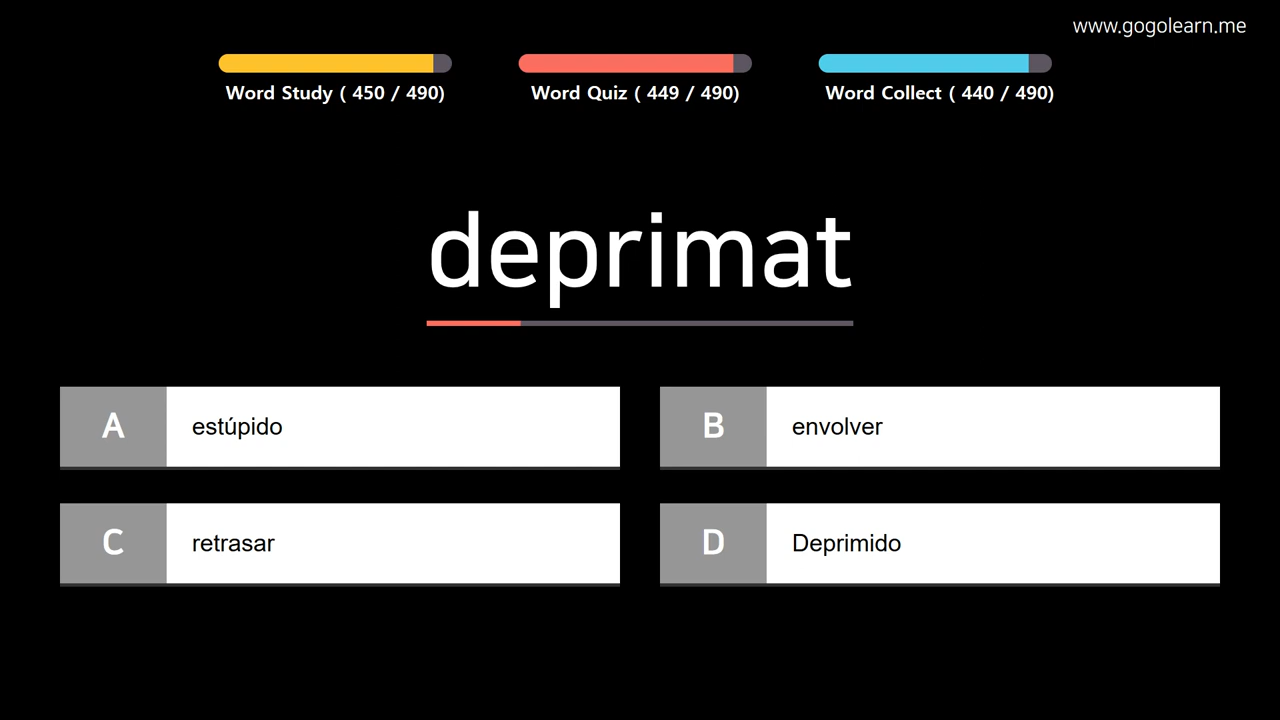 www.gogolearn.me
Word Study ( 450 / 490)
Word Quiz ( 449 / 490)
Word Collect ( 440 / 490)
deprimat
A estúpido
B envolver
C retrasar
D Deprimido